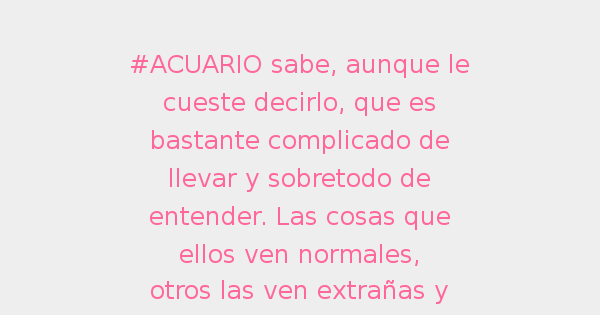 #ACUARIO sabe, aunque le
cueste decirlo, que es
bastante complicado de
llevar y sobretodo de
entender. Las cosas que
ellos ven normales,
otros las ven extrañas y